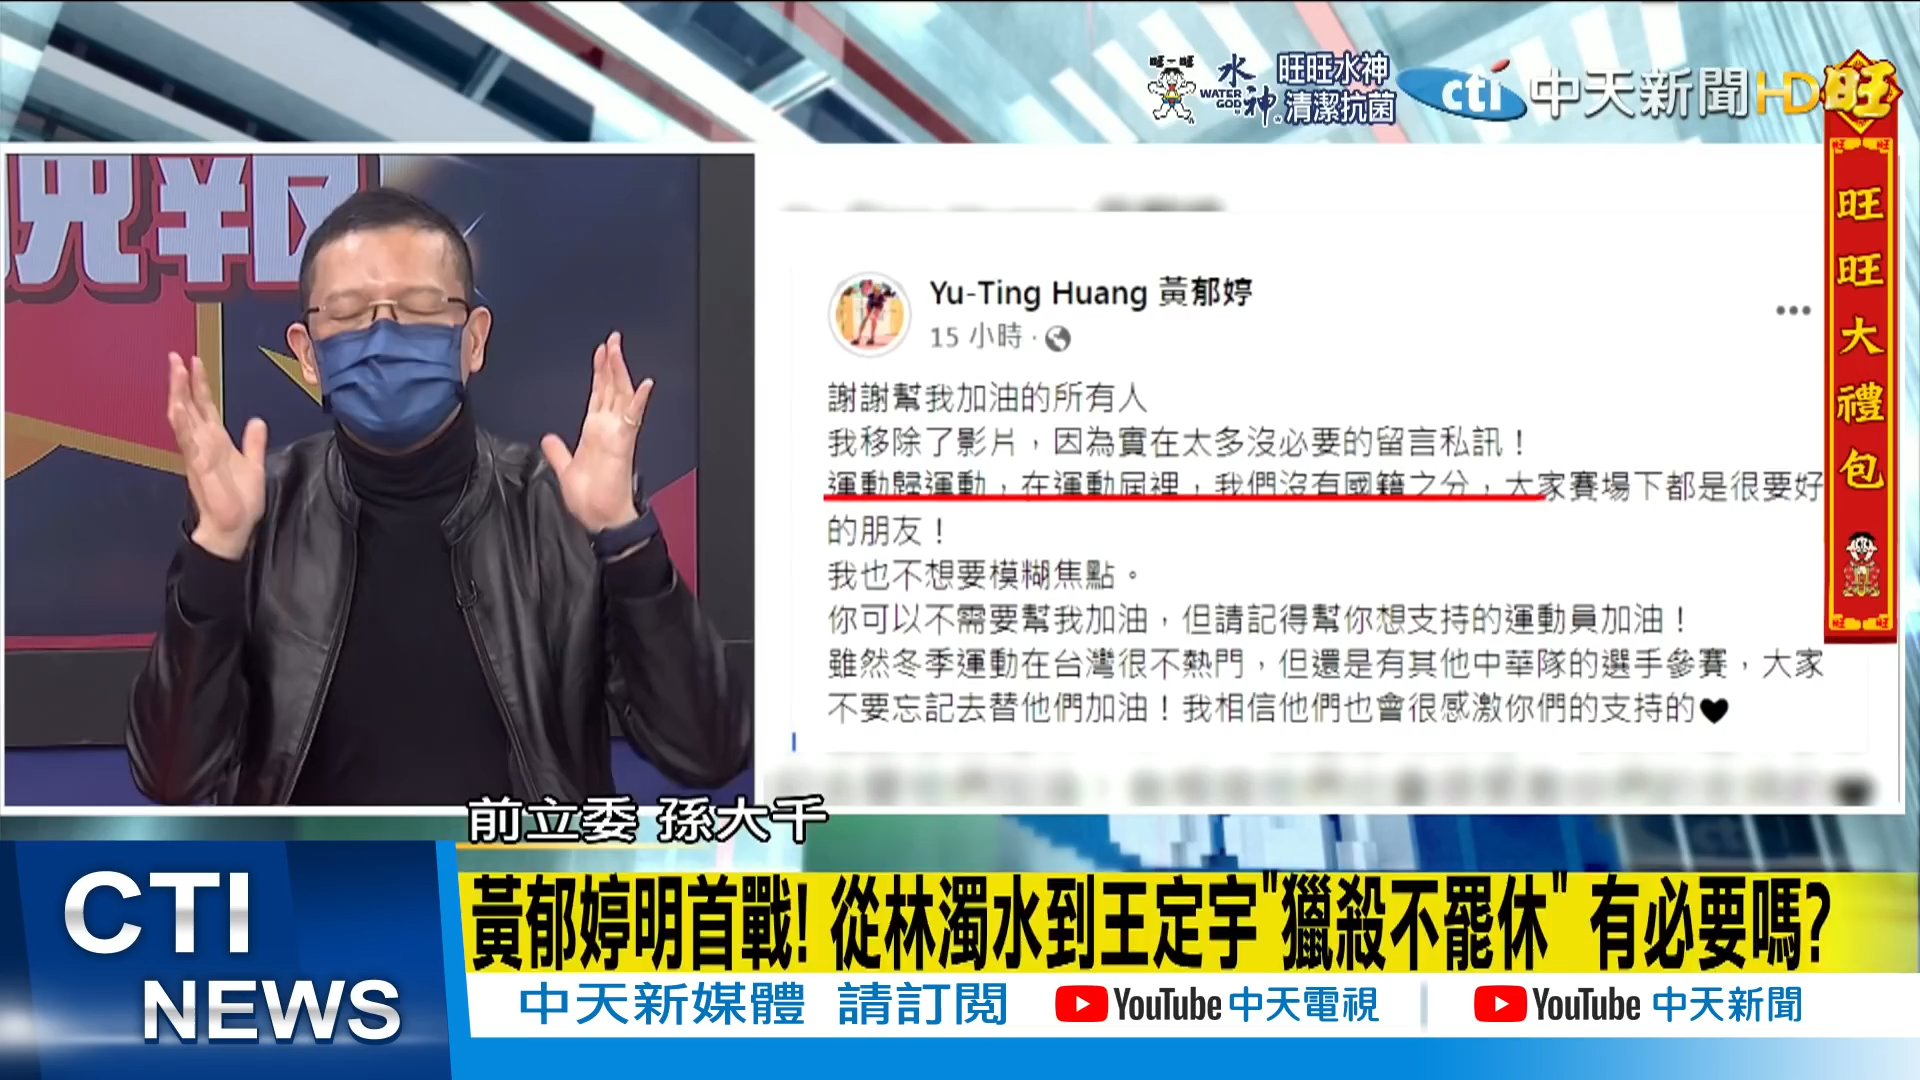 旺一旺
水神
WATER GOD
旺旺水神
清潔抗菌
cti 中天新聞HD
旺
旺旺大禮包
晚報
Yu-Ting Huang 黃郁婷
15 小時
謝謝幫我加油的所有人
我移除了影片，因為實在太多沒必要的留言私訊！
運動歸運動，在運動屆裡，我們沒有國籍之分，大家賽場下都是很要好
的朋友！
我也不想要模糊焦點。
你可以不需要幫我加油，但請記得幫你想支持的運動員加油！
雖然冬季運動在台灣很不熱門，但還是有其他中華隊的選手參賽，大家
不要忘記去替他們加油！我相信他們也會很感激你們的支持的♥
前立委 孫大千
CTI
NEWS
黃郁婷明首戰! 從林濁水到王定宇"獵殺不罷休" 有必要嗎?
中天新媒體 請訂閱 YouTube 中天電視 | YouTube 中天新聞